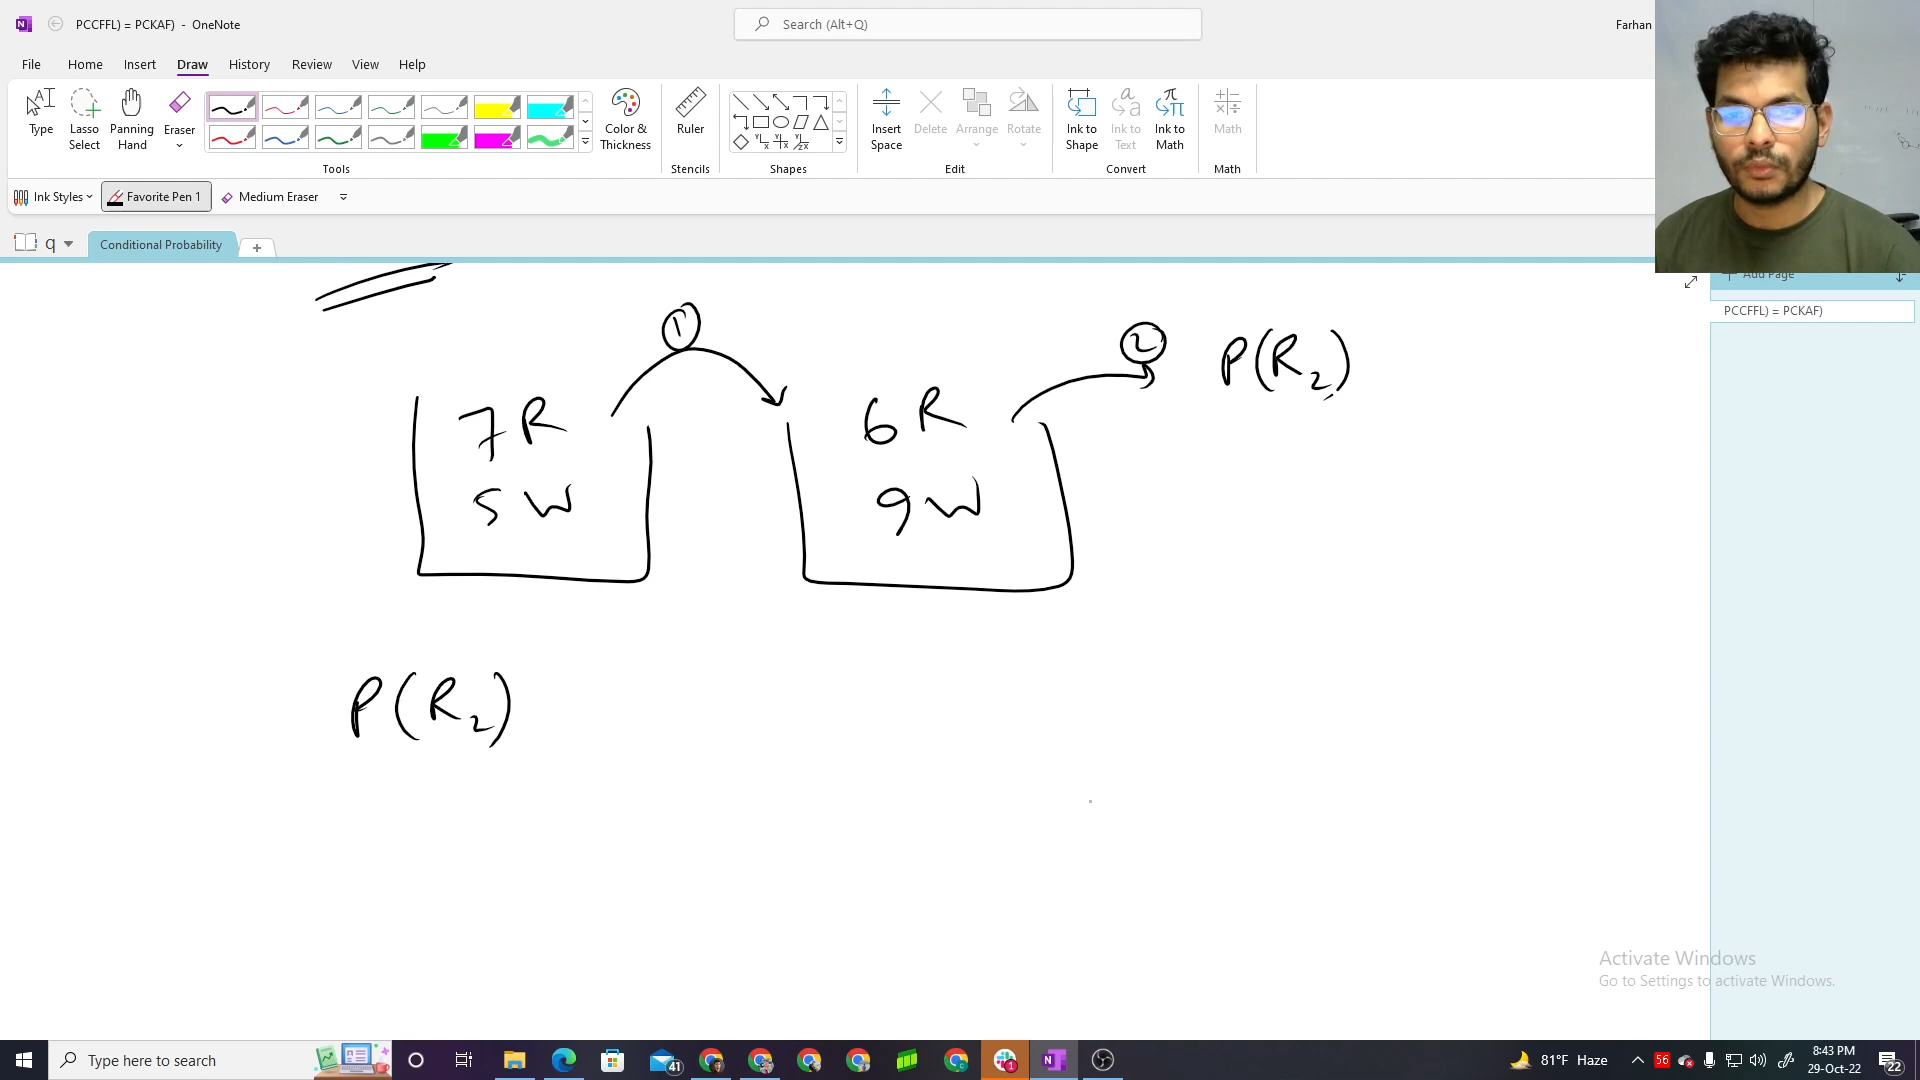 PCCFFL) = PCKAF) - OneNote
Search (Alt+Q)
Farhan
File Home Insert Draw History Review View Help
Type
Lasso Select
Panning Hand
Eraser
Color & Thickness
Ruler
Insert Space
Delete
Arrange
Rotate
Ink to Shape
Ink to Text
Ink to Math
Math
Tools Stencils Shapes Edit Convert Math
Ink Styles Favorite Pen 1 Medium Eraser
q Conditional Probability
Add Page
PCCFFL) = PCKAF)
1
2 P(R₂)
7R 6R
5W 9W
P(R₂)
Activate Windows
Go to Settings to activate Windows.
Type here to search
41
1
81°F Haze
56
8:43 PM
29-Oct-22
22